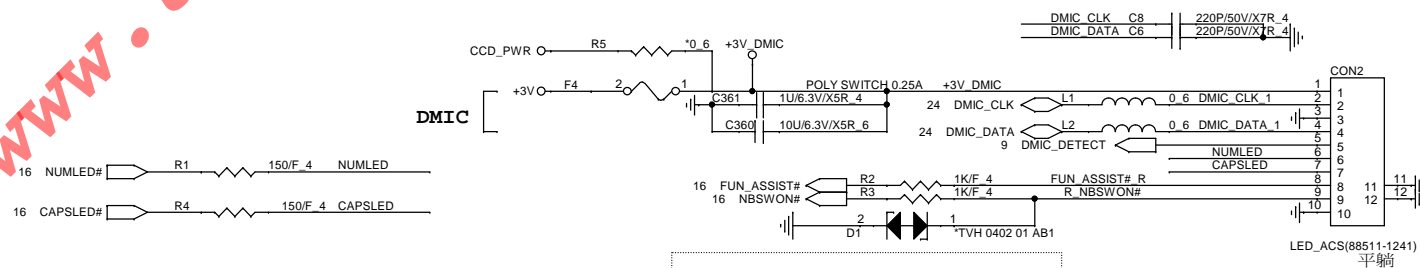 www.
DMIC_CLK C8 220P/50V/X7R_4
DMIC_DATA C6 220P/50V/X7R_4
CCD_PWR R5 *0_6 +3V_DMIC
+3V F4 2 1 POLY SWITCH 0.25A +3V_DMIC
CON2
DMIC
C361 1U/6.3V/X5R_4
C360 10U/6.3V/X5R_6
24 DMIC_CLK L1 0_6 DMIC_CLK_1
24 DMIC_DATA L2 0_6 DMIC_DATA_1
9 DMIC_DETECT
NUMLED
CAPSLED
16 NUMLED# R1 150/F_4 NUMLED
16 FUN_ASSIST# R2 1K/F_4 FUN_ASSIST#_R
16 NBSWON# R3 1K/F_4 R_NBSWON#
16 CAPSLED# R4 150/F_4 CAPSLED
D1 2 1 *TVH 0402 01 AB1
1 1
2 2
3 3
4 4
5 5
6 6
7 7
8 8 11 11
9 9 12 12
10 10
LED_ACS(88511-1241)
平躺